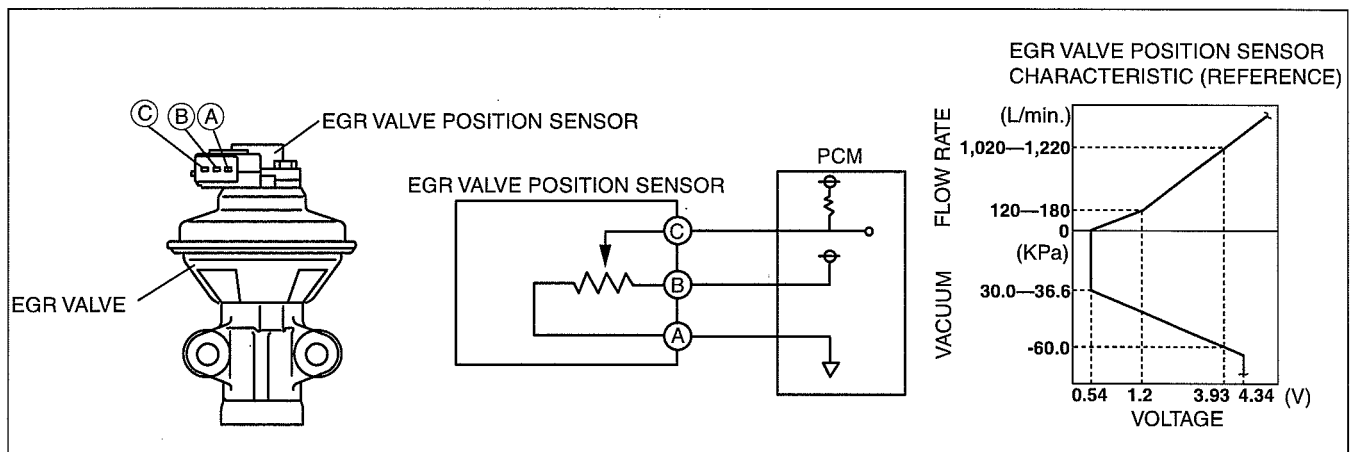 C B A
EGR VALVE POSITION SENSOR
EGR VALVE
EGR VALVE POSITION SENSOR
C
B
A
PCM
EGR VALVE POSITION SENSOR
CHARACTERISTIC (REFERENCE)
FLOW RATE
(L/min.)
1,020—1,220
120—180
0
(KPa)
VACUUM
30.0—36.6
-60.0
0.54 1.2 3.93 4.34 (V)
VOLTAGE